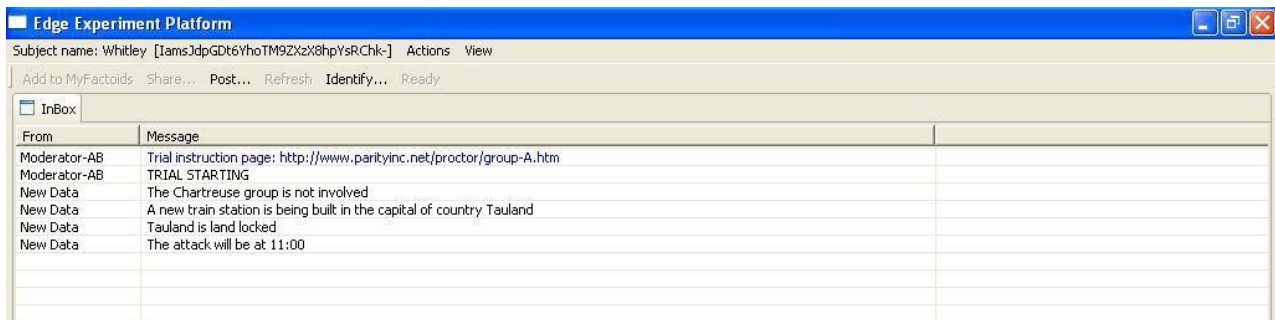 Edge Experiment Platform
Subject name: Whitley [IamsJdpGDt6YhoTM9ZXzX8hpYsRChk-] Actions View
Add to MyFactoids Share... Post... Refresh Identify... Ready
InBox
From Message
Moderator-AB Trial instruction page: http://www.parityinc.net/proctor/group-A.htm
Moderator-AB TRIAL STARTING
New Data The Chartreuse group is not involved
New Data A new train station is being built in the capital of country Tauland
New Data Tauland is land locked
New Data The attack will be at 11:00